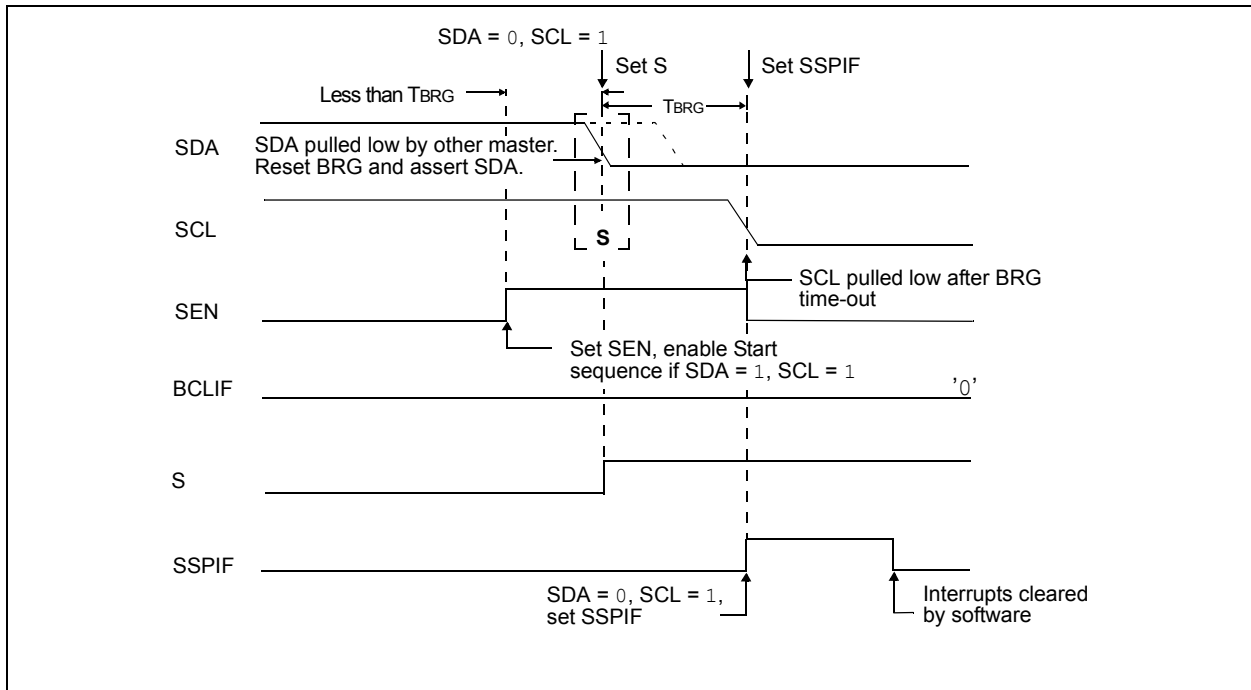 SDA = 0, SCL = 1
Set S
Set SSPIF
Less than TBRG
TBRG
SDA
SDA pulled low by other master.
Reset BRG and assert SDA.
SCL
S
SCL pulled low after BRG
time-out
SEN
Set SEN, enable Start
sequence if SDA = 1, SCL = 1
BCLIF
'0'
S
SSPIF
SDA = 0, SCL = 1,
set SSPIF
Interrupts cleared
by software